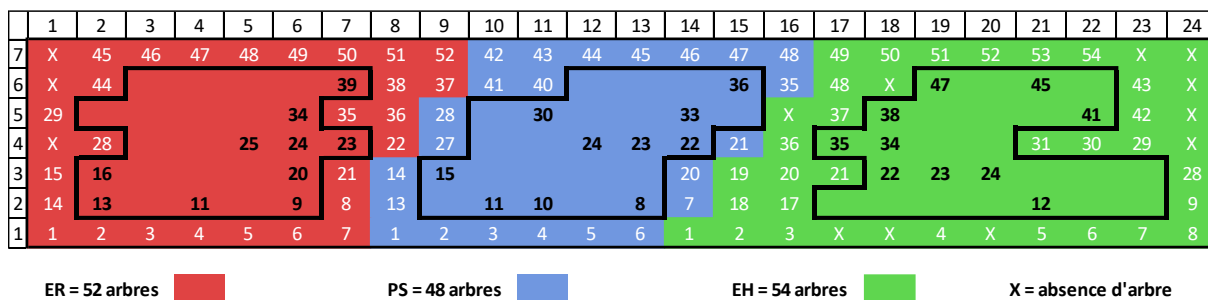 1 2 3 4 5 6 7 8 9 10 11 12 13 14 15 16 17 18 19 20 21 22 23 24
7 X 45 46 47 48 49 50 51 52 42 43 44 45 46 47 48 49 50 51 52 53 54 X X
6 X 44 39 38 37 41 40 36 35 48 X 47 45 43 X
5 29 34 35 36 28 30 33 X 37 38 41 42 X
4 X 28 25 24 23 22 27 24 23 22 21 36 35 34 31 30 29 X
3 15 16 20 21 14 15 20 19 20 21 22 23 24 28
2 14 13 11 9 8 13 11 10 8 7 18 17 12 9
1 1 2 3 4 5 6 7 1 2 3 4 5 6 1 2 3 X X 4 X 5 6 7 8
ER = 52 arbres PS = 48 arbres EH = 54 arbres X = absence d'arbre